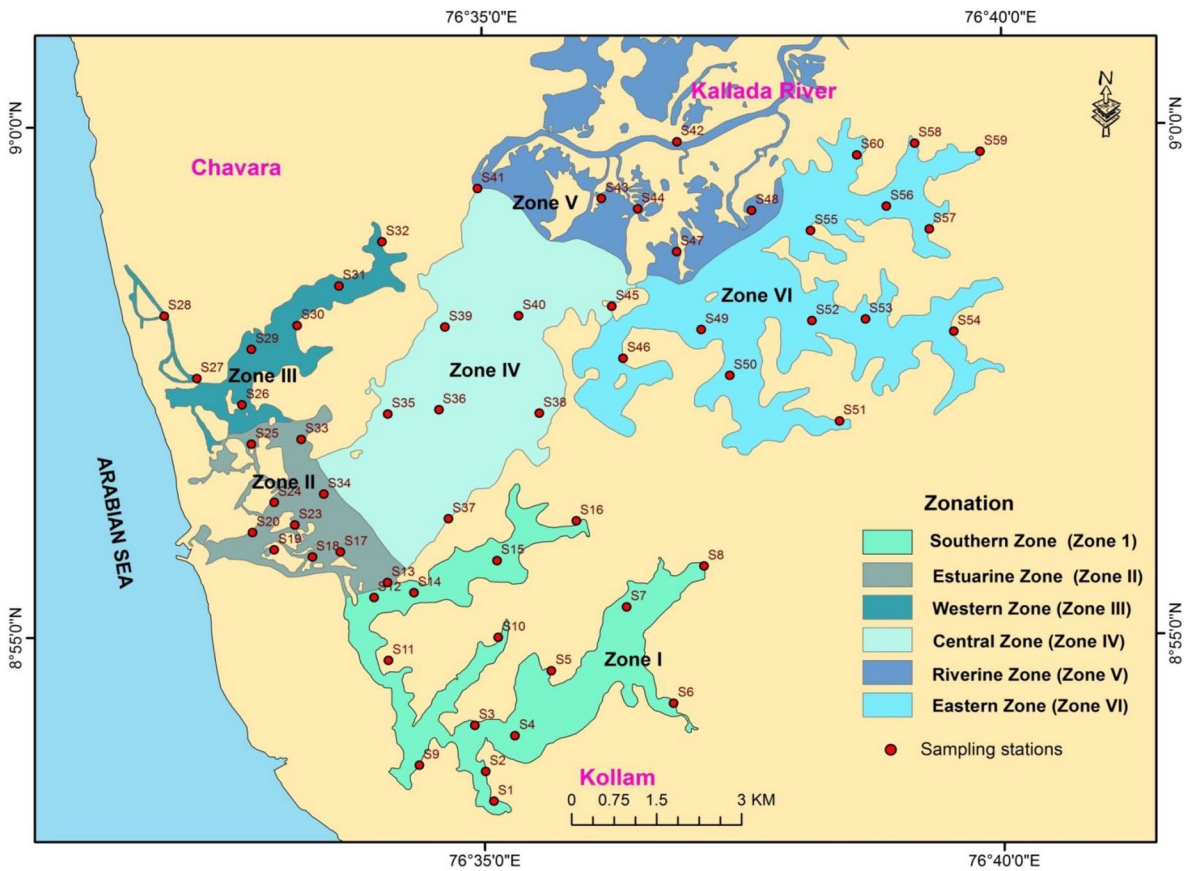 76°35'0"E
76°40'0"E
N
Kallada River
9°0'0"N
9°0'0"N
S42
S58
S59
S60
Chavara
S41
S43
S44
S48
S56
Zone V
S57
S55
S32
S47
S31
Zone VI
S45
S28
S40
S30
S39
S49
S52
S53
S54
S29
S46
Zone III
Zone IV
S27
S50
S26
S35
S36
S38
S51
S25
S33
Zone II
S34
S24
ARABIAN SEA
Zonation
S37
S16
S20
S23
Southern Zone (Zone 1)
S19
S18
S17
S15
S8
Estuarine Zone (Zone II)
S13
S12
S14
S7
Western Zone (Zone III)
8°55'0"N
8°55'0"N
S10
Central Zone (Zone IV)
S11
S5
Zone I
Riverine Zone (Zone V)
S6
Eastern Zone (Zone VI)
S3
S4
Sampling stations
S9
S2
Kollam
S1
0 0.75 1.5 3 KM
76°35'0"E
76°40'0"E